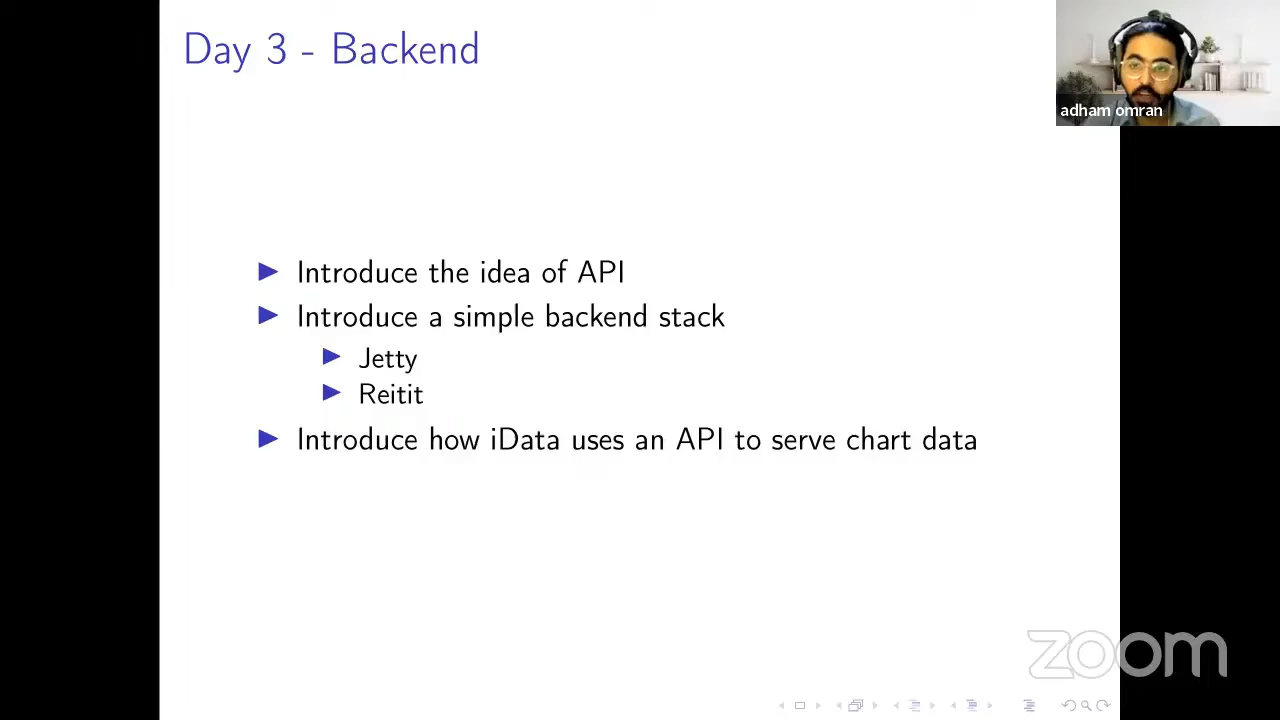 Day 3 - Backend
adham omran
Introduce the idea of API
Introduce a simple backend stack
Jetty
Reitit
Introduce how iData uses an API to serve chart data
zoom